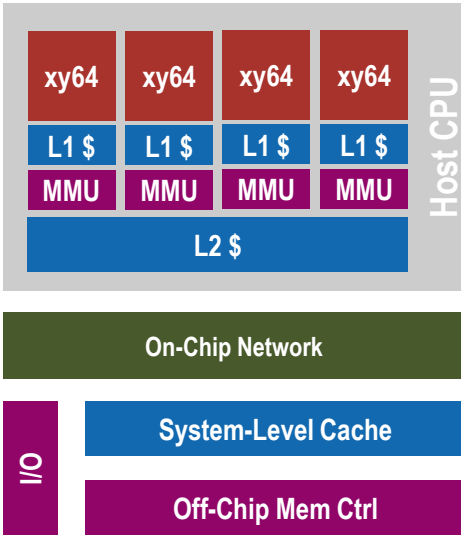 xy64 xy64 xy64 xy64
L1 $ L1 $ L1 $ L1 $
MMU MMU MMU MMU
L2 $
Host CPU
On-Chip Network
I/O
System-Level Cache
Off-Chip Mem Ctrl